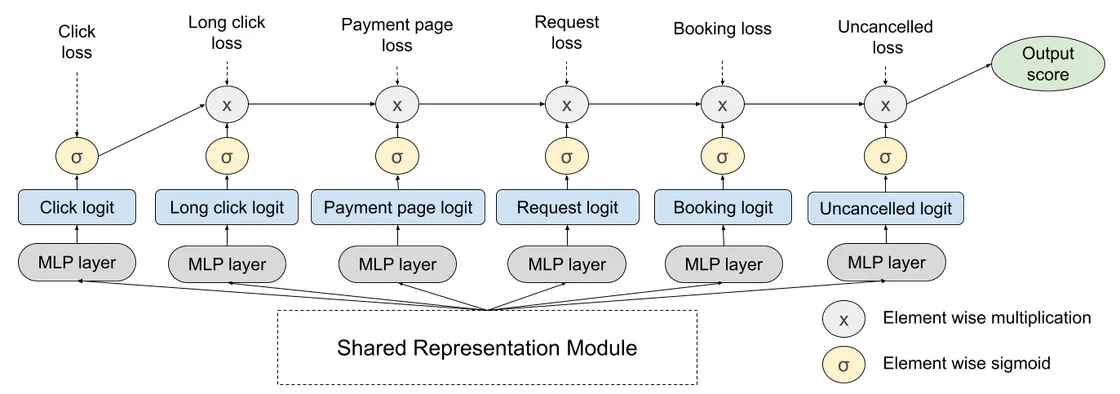 Click
loss
Long click
loss
Payment page
loss
Request
loss
Booking loss
Uncancelled
loss
Output
score
x
x
x
x
x
σ
σ
σ
σ
σ
σ
Click logit
Long click logit
Payment page logit
Request logit
Booking logit
Uncancelled logit
MLP layer
MLP layer
MLP layer
MLP layer
MLP layer
MLP layer
Shared Representation Module
x
Element wise multiplication
σ
Element wise sigmoid